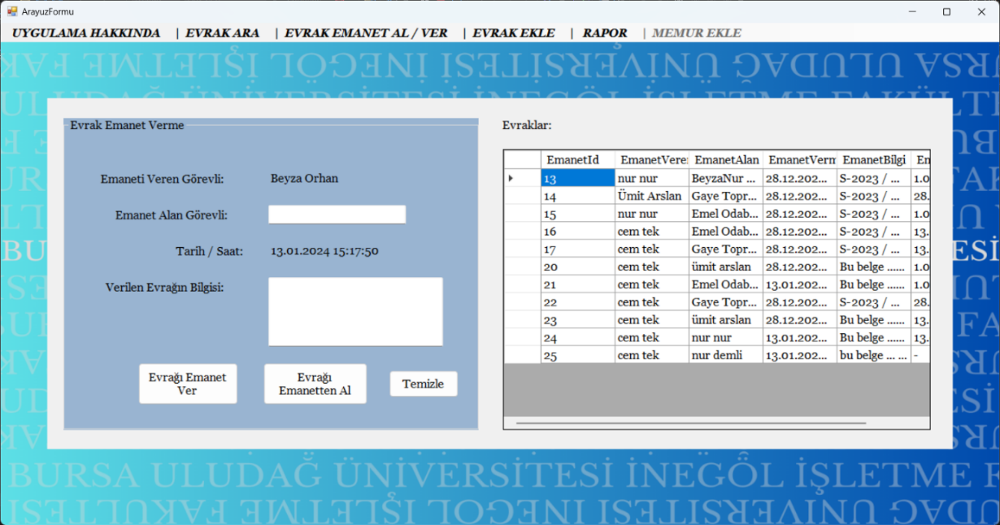 ArayuzFormu
UYGULAMA HAKKINDA | EVRAK ARA | EVRAK EMANET AL / VER | EVRAK EKLE | RAPOR | MEMUR EKLE
Evrak Emanet Verme
Emaneti Veren Görevli: Beyza Orhan
Emanet Alan Görevli:
Tarih / Saat: 13.01.2024 15:17:50
Verilen Evrağın Bilgisi:
Evrağı Emanet
Ver
Evrağı
Emanetten Al
Temizle
Evraklar:
EmanetId EmanetVere EmanetAlan EmanetVerm EmanetBilgi Em
13 nur nur BeyzaNur ... 28.12.202... S-2023 / ... 1.0
14 Ümit Arslan Gaye Topr... 28.12.202... S-2023 / ... 28.
15 nur nur Emel Odab... 28.12.202... S-2023 / ... 1.0
16 cem tek Emel Odab... 28.12.202... S-2023 / ... 13.
17 cem tek Gaye Topr... 28.12.202... S-2023 / ... 13.
20 cem tek ümit arslan 28.12.202... Bu belge ...... 1.0
21 cem tek Emel Odab... 13.01.202... Bu belge ...... 1.0
22 cem tek Gaye Topr... 28.12.202... S-2023 / ... 28.
23 cem tek ümit arslan 28.12.202... Bu belge ...... 13.
24 cem tek nur nur 13.01.202... Bu belge ...... 13.
25 cem tek nur demli 13.01.202... bu belge ... ... -
BURSA ULUDAĞ ÜNİVERSİTESİ İNEGÖL İŞLETME F